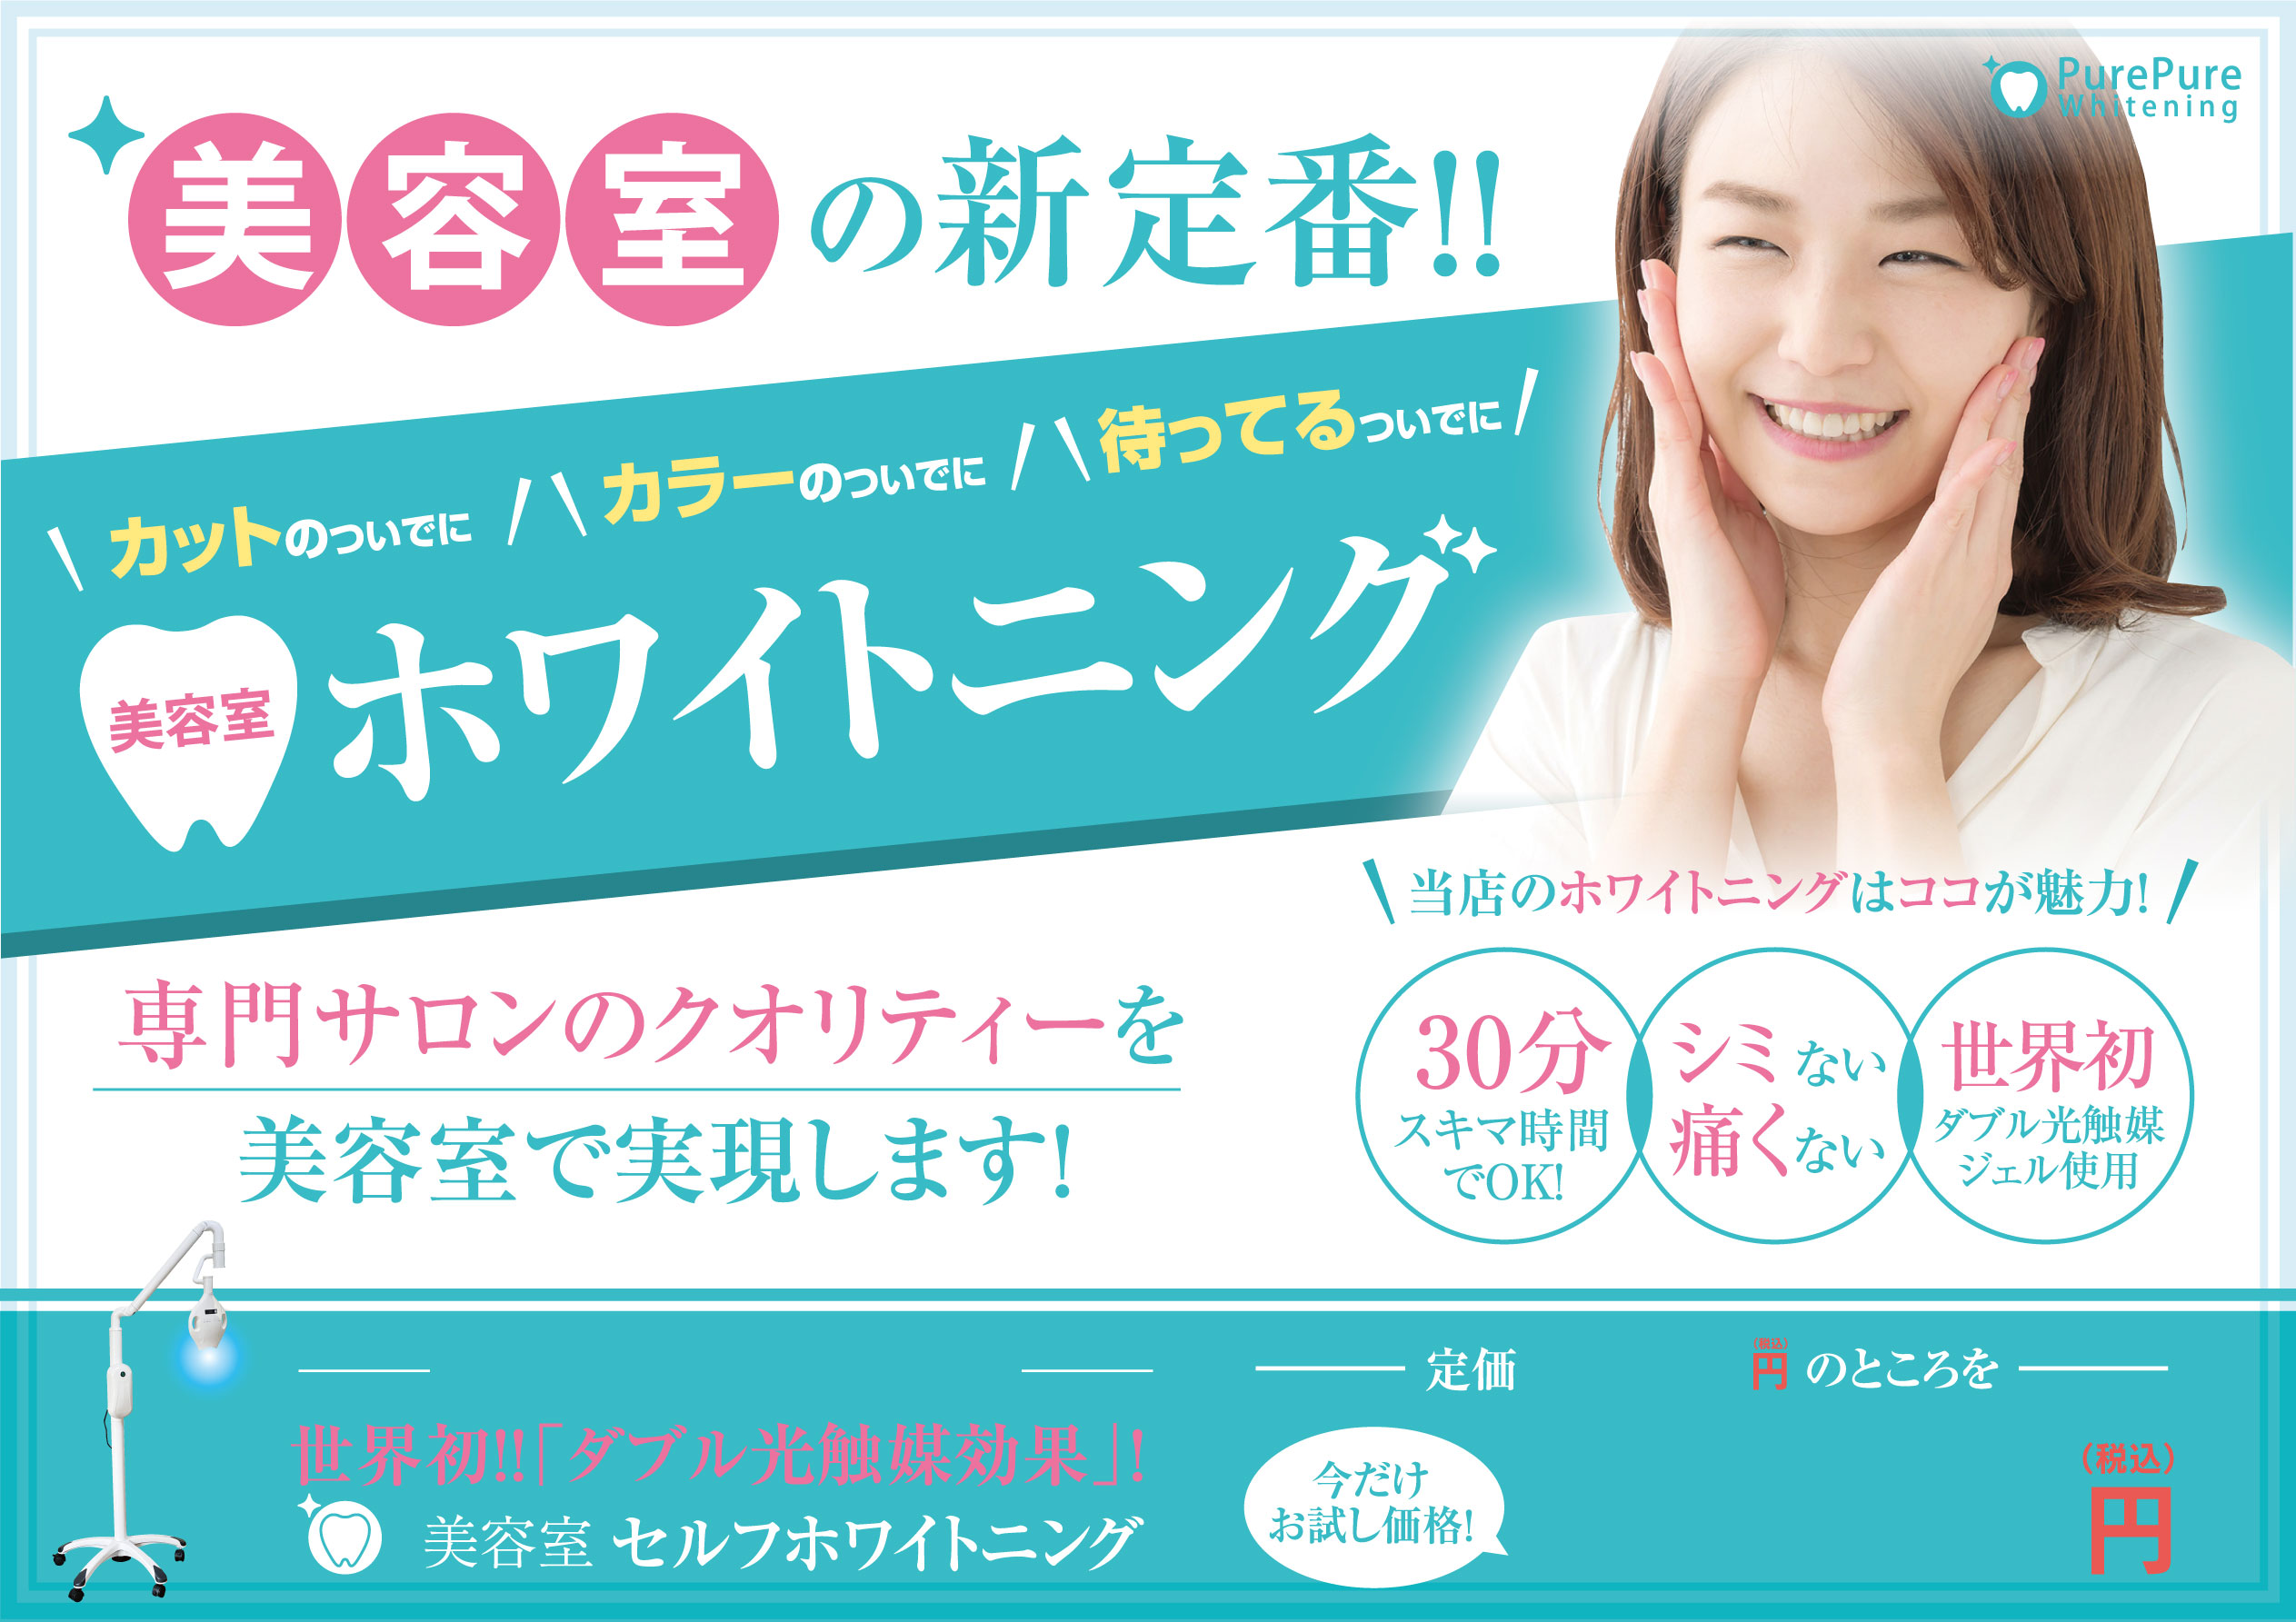 PurePure
Whitening
美容室の新定番!!
\ カットのついでに / \ カラーのついでに / \ 待ってるついでに /
美容室 ホワイトニング
\ 当店のホワイトニングはココが魅力! /
専門サロンのクオリティーを
美容室で実現します!
30分
スキマ時間
でOK!
シミない
痛くない
世界初
ダブル光触媒
ジェル使用
世界初!!「ダブル光触媒効果」!
美容室 セルフホワイトニング
定価 円(税込)のところを
今だけ
お試し価格!
(税込)
円